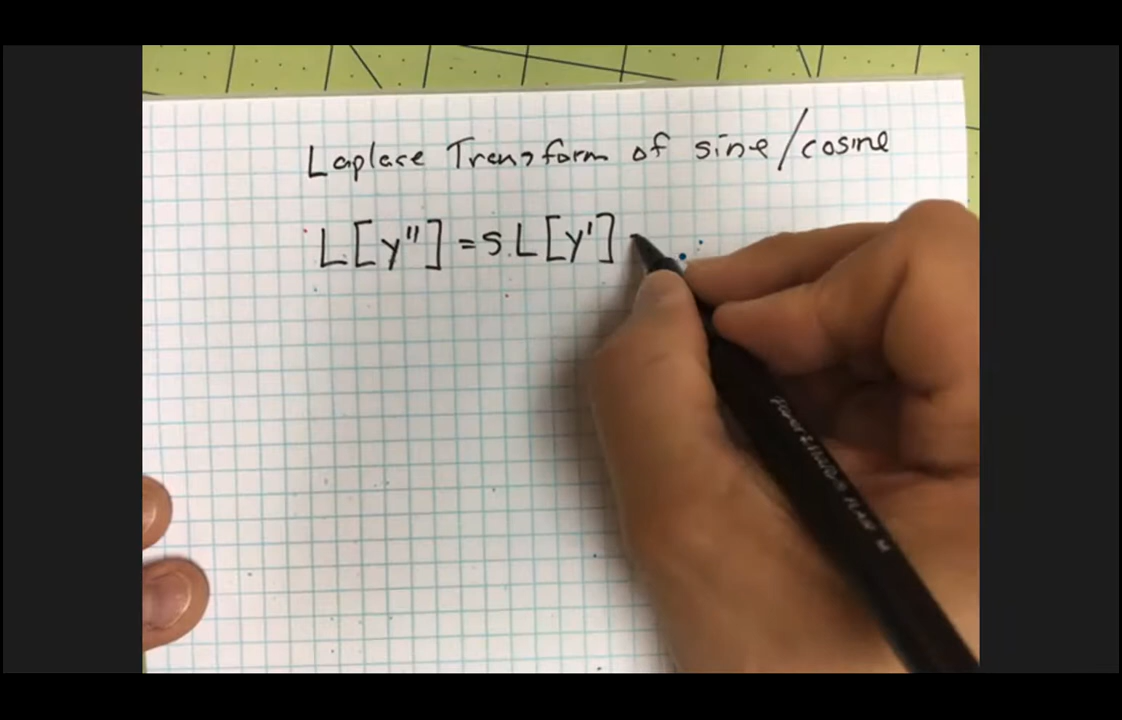 Laplace Transform of sine/cosine
L[y''] = s.L[y'] -